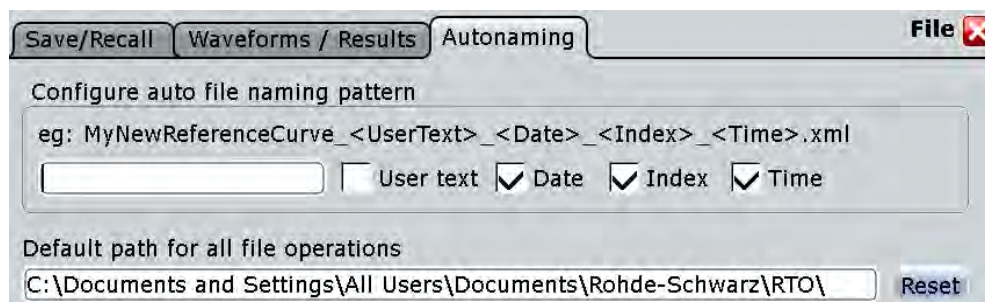 Save/Recall Waveforms / Results Autonaming File
Configure auto file naming pattern
eg: MyNewReferenceCurve_<UserText>_<Date>_<Index>_<Time>.xml
User text Date Index Time
Default path for all file operations
C:\Documents and Settings\All Users\Documents\Rohde-Schwarz\RTO\ Reset